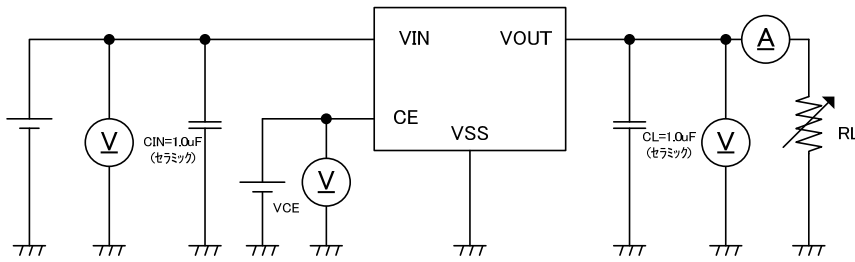 VIN
VOUT
A
V
CIN=1.0uF
(セラミック)
CE
VSS
V
VCE
CL=1.0uF
(セラミック)
V
RL